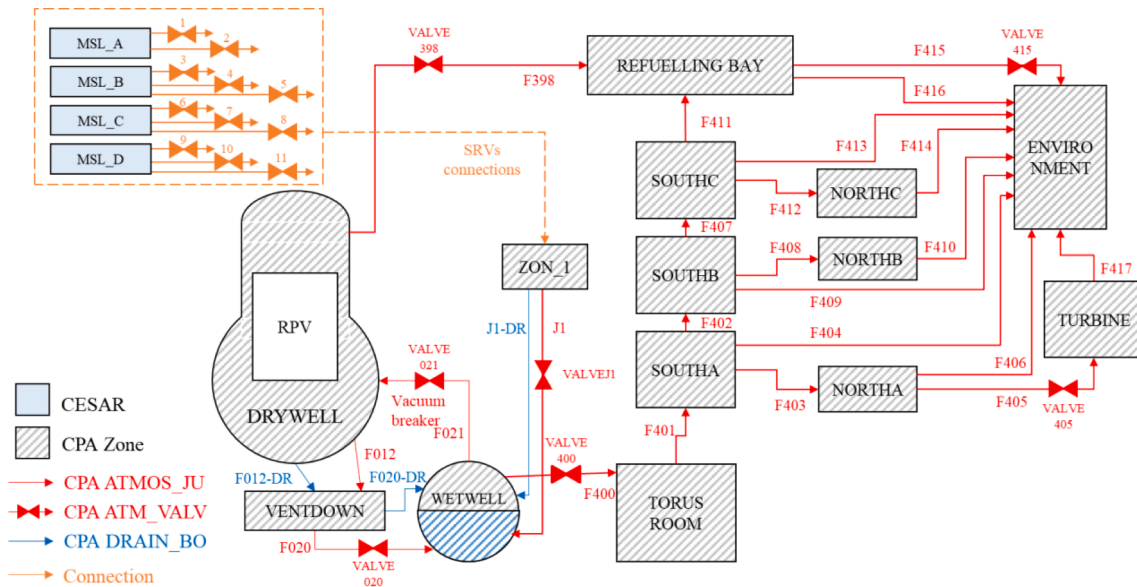 MSL_A
1
2
MSL_B
3
4
5
MSL_C
6
7
8
MSL_D
9
10
11
VALVE
398
F398
REFUELLING BAY
F415
VALVE
415
F416
F411
F413
F414
ENVIRO
NMENT
SRVs
connections
SOUTHC
F412
NORTHC
F407
ZON_1
SOUTHB
F408
NORTHB
F410
F409
F417
J1-DR
J1
F402
F404
TURBINE
RPV
VALVE
021
VALVEJ1
SOUTHA
F406
F403
NORTHA
F405
VALVE
405
Vacuum
breaker
F021
DRYWELL
CESAR
CPA Zone
CPA ATMOS_JU
CPA ATM_VALV
CPA DRAIN_BO
Connection
F012
F012-DR
F020-DR
VENTDOWN
F020
VALVE
020
WETWELL
VALVE
400
F400
F401
TORUS
ROOM